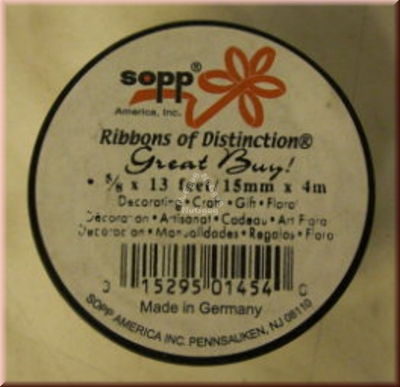 sopp®
America, Inc.
Ribbons of Distinction®
Great Buy!
• 5/8 x 13 feet/15mm x 4m
Decorating • Craft • Gift • Floral
Décoration • Artisanat • Cadeau • Art Flora
Decoracion • Manualidades • Regalos • Flora
0 15295 01454 0
Made in Germany
SOPP AMERICA INC. PENNSAUKEN, NJ 08110